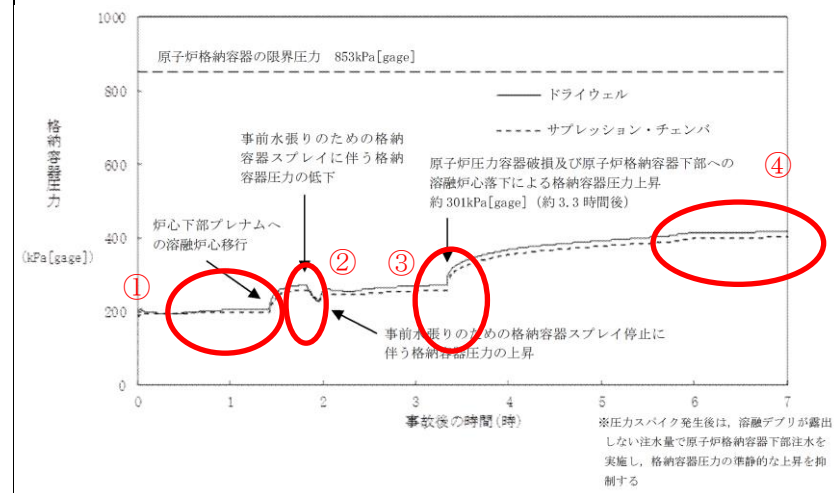 1000
800
600
400
200
0
格納容器圧力
(kPa[gage])
原子炉格納容器の限界圧力 853kPa[gage]
ドライウェル
サプレッション・チェンバ
事前水張りのための格納
容器スプレイに伴う格納
容器圧力の低下
原子炉圧力容器破損及び原子炉格納容器下部への
溶融炉心落下による格納容器圧力上昇
約301kPa[gage] (約3.3時間後)
④
炉心下部プレナムへ
の溶融炉心移行
①
②
③
事前水張りのための格納容器スプレイ停止に
伴う格納容器圧力の上昇
0 1 2 3 4 5 6 7
事故後の時間(時)
※圧力スパイク発生後は，溶融デブリが露出
しない注水量で原子炉格納容器下部注水を
実施し，格納容器圧力の準静的な上昇を抑
制する